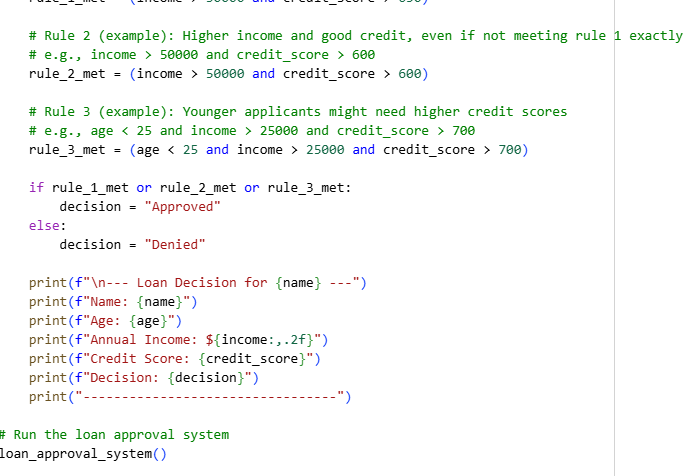 # Rule 2 (example): Higher income and good credit, even if not meeting rule 1 exactly
# e.g., income > 50000 and credit_score > 600
rule_2_met = (income > 50000 and credit_score > 600)
# Rule 3 (example): Younger applicants might need higher credit scores
# e.g., age < 25 and income > 25000 and credit_score > 700
rule_3_met = (age < 25 and income > 25000 and credit_score > 700)
if rule_1_met or rule_2_met or rule_3_met:
decision = "Approved"
else:
decision = "Denied"
print(f"\n--- Loan Decision for {name} ---")
print(f"Name: {name}")
print(f"Age: {age}")
print(f"Annual Income: ${income:,.2f}")
print(f"Credit Score: {credit_score}")
print(f"Decision: {decision}")
print("---------------------------------")
# Run the loan approval system
loan_approval_system()